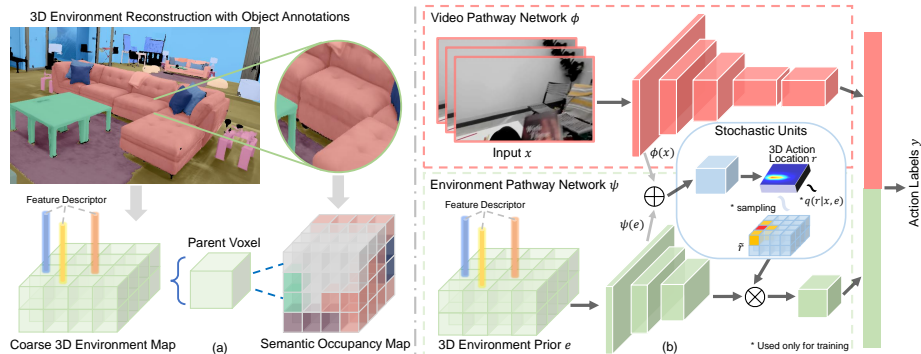 3D Environment Reconstruction with Object Annotations
Feature Descriptor
Parent Voxel
Coarse 3D Environment Map
(a)
Semantic Occupancy Map
Video Pathway Network ϕ
Input x
ϕ(x)
Stochastic Units
3D Action
Location r
* q(r|x, e)
* sampling
r̃
Environment Pathway Network ψ
Feature Descriptor
ψ(e)
3D Environment Prior e
(b)
* Used only for training
Action Labels y